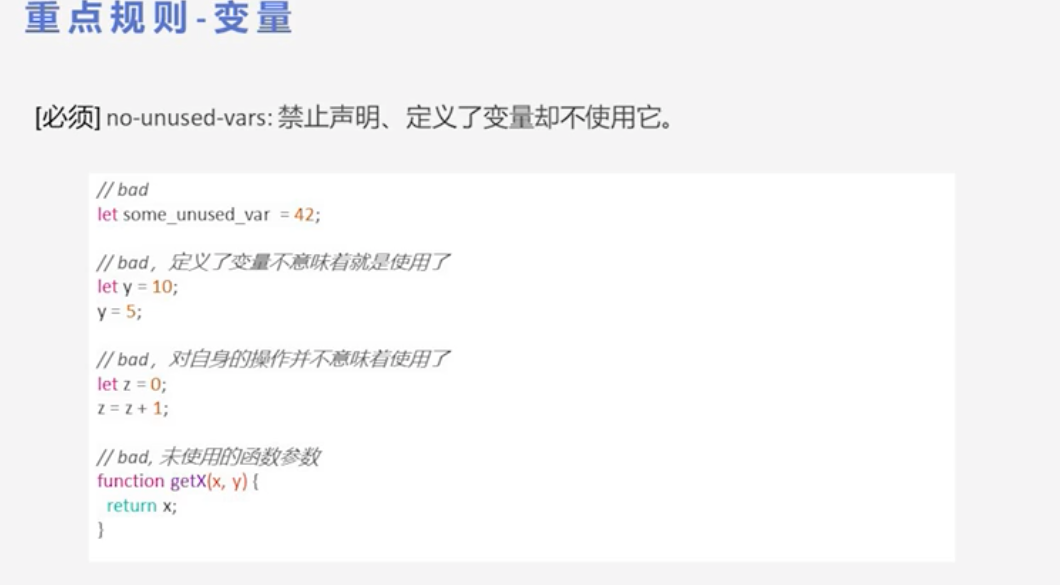 重点规则-变量
[必须] no-unused-vars: 禁止声明、定义了变量却不使用它。
// bad
let some_unused_var = 42;
// bad，定义了变量不意味着就是使用了
let y = 10;
y = 5;
// bad，对自身的操作并不意味着使用了
let z = 0;
z = z + 1;
// bad, 未使用的函数参数
function getX(x, y) {
return x;
}